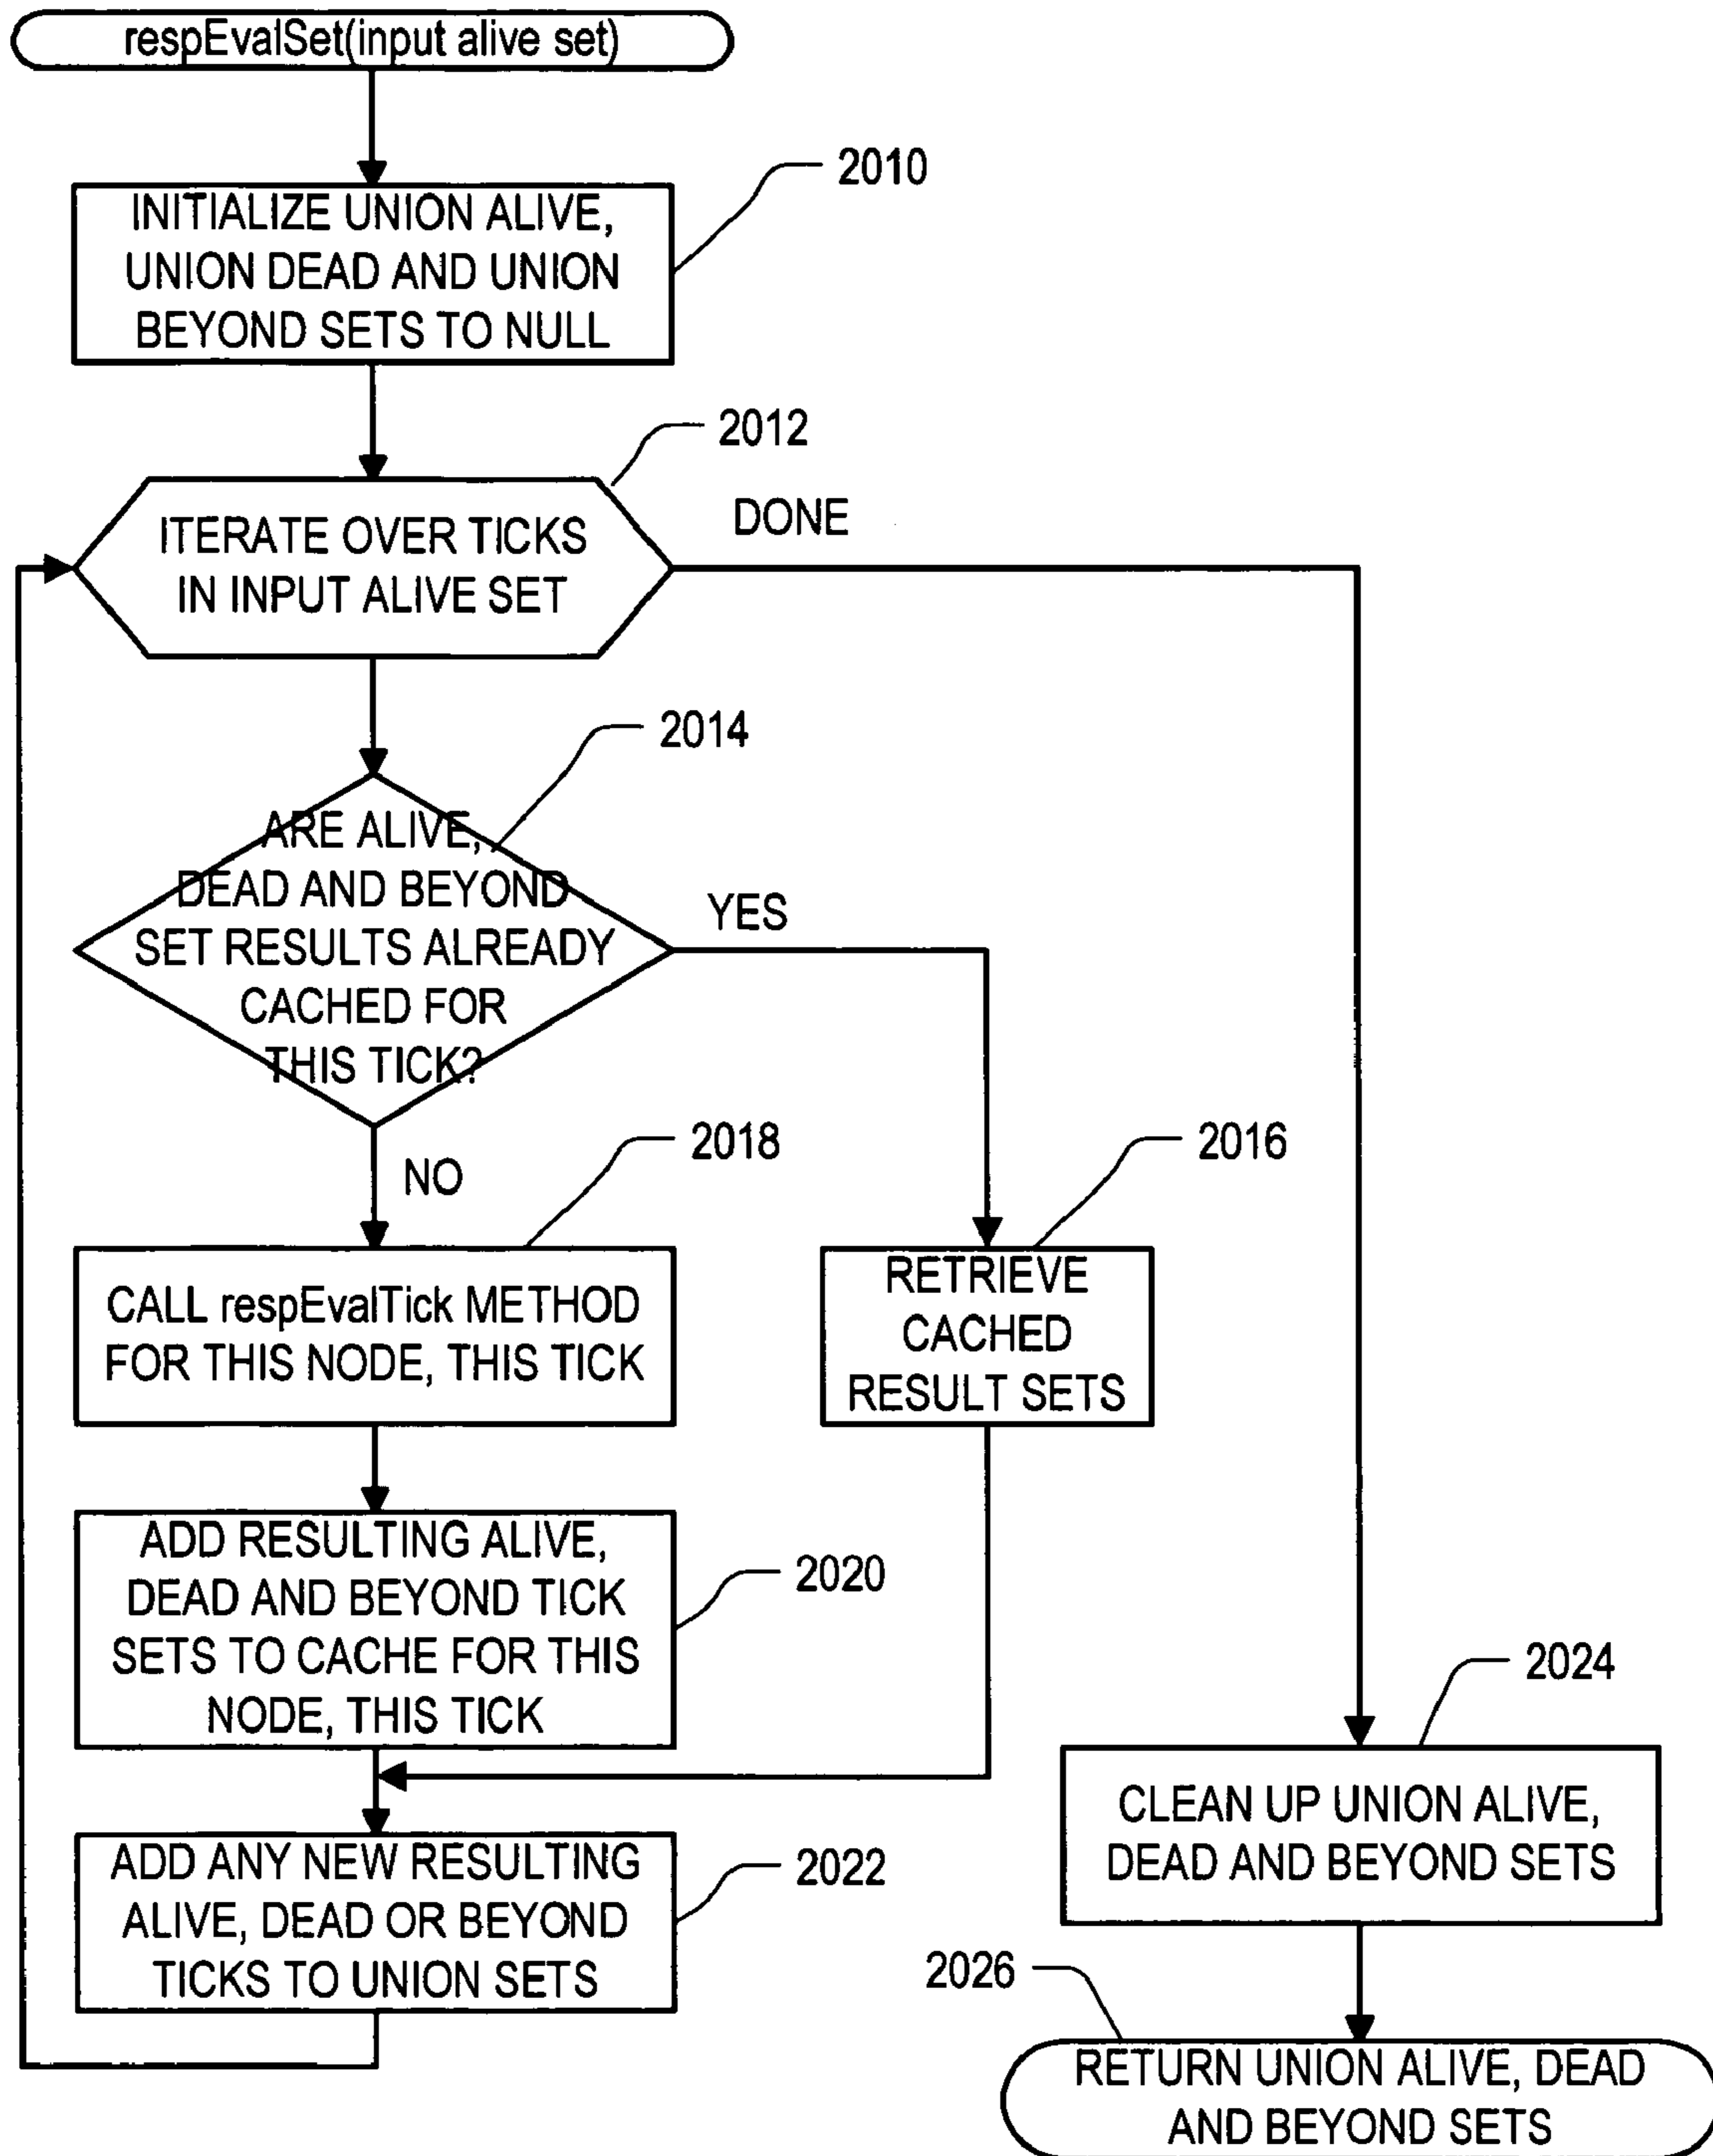 respEvalSet(input alive set)
2010
INITIALIZE UNION ALIVE,
UNION DEAD AND UNION
BEYOND SETS TO NULL
2012
DONE
ITERATE OVER TICKS
IN INPUT ALIVE SET
2014
ARE ALIVE,
DEAD AND BEYOND
SET RESULTS ALREADY
CACHED FOR
THIS TICK?
YES
NO
2018
2016
CALL respEvalTick METHOD
FOR THIS NODE, THIS TICK
RETRIEVE
CACHED
RESULT SETS
ADD RESULTING ALIVE,
DEAD AND BEYOND TICK
SETS TO CACHE FOR THIS
NODE, THIS TICK
2020
2024
CLEAN UP UNION ALIVE,
DEAD AND BEYOND SETS
ADD ANY NEW RESULTING
ALIVE, DEAD OR BEYOND
TICKS TO UNION SETS
2022
2026
RETURN UNION ALIVE, DEAD
AND BEYOND SETS